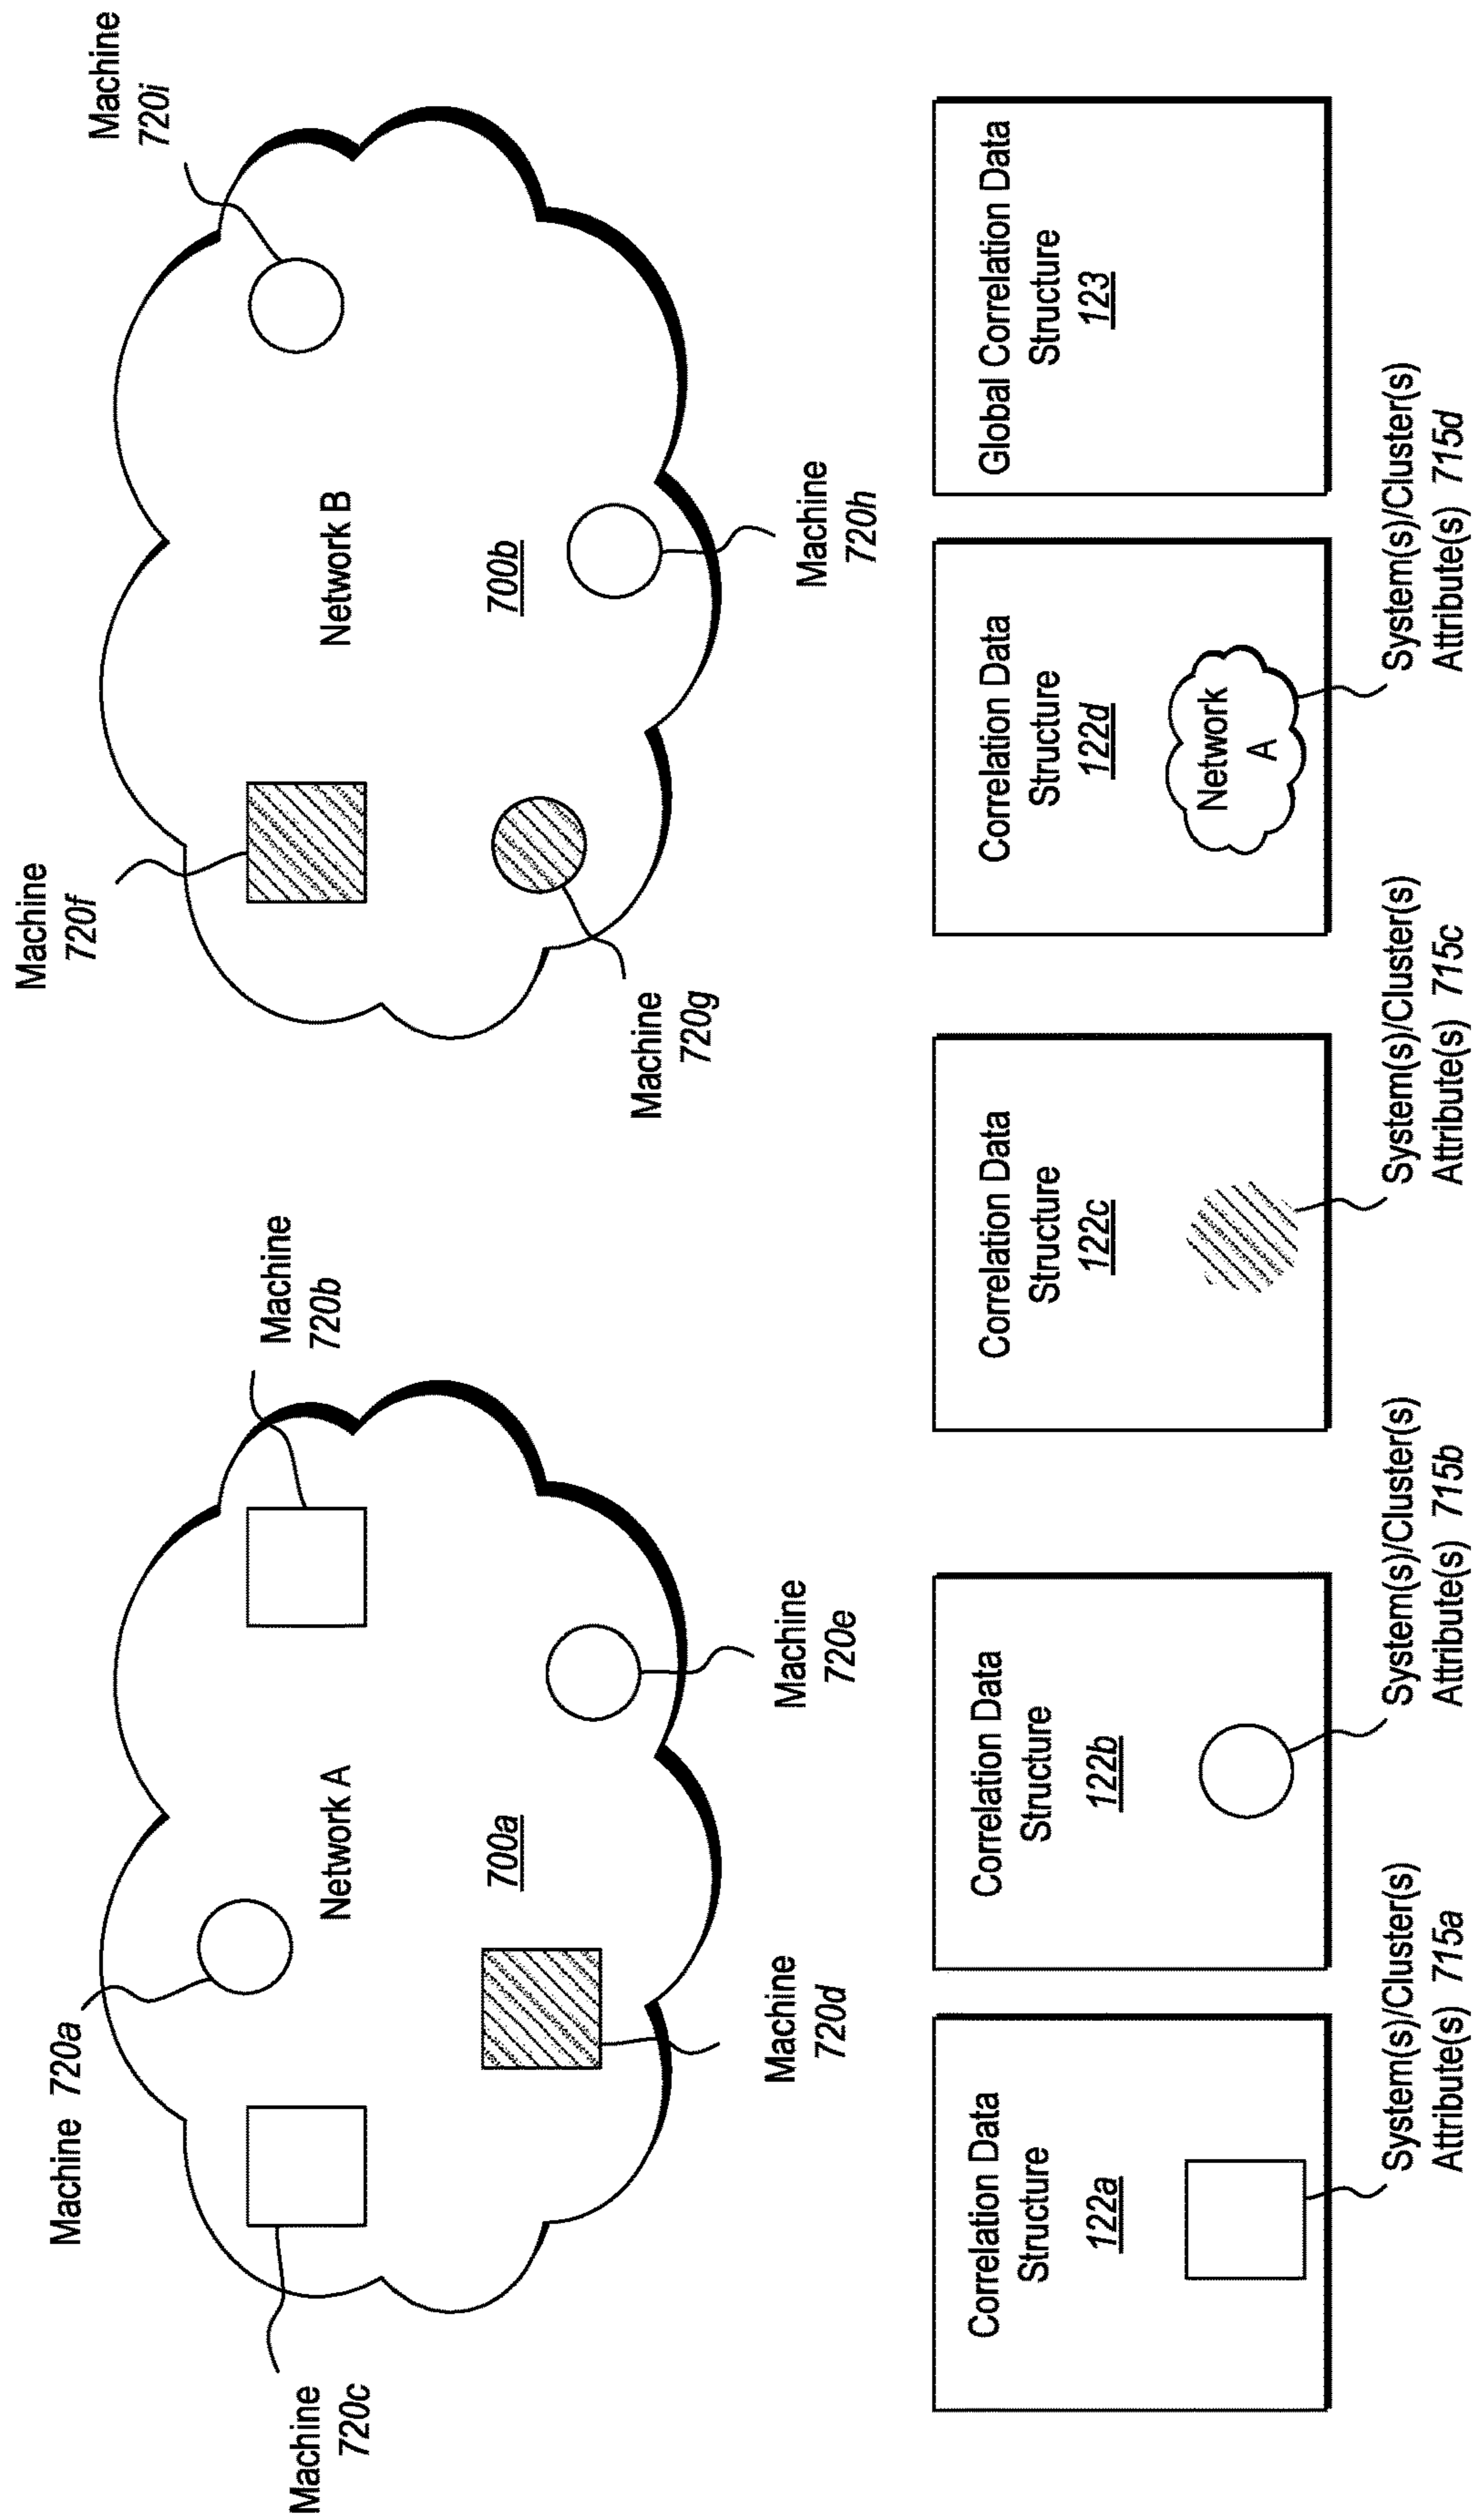 Machine 720a
Machine
720b
Machine
720c
Network A
700a
Machine
720d
Machine
720e
Machine
720f
Machine
720i
Network B
700b
Machine
720g
Machine
720h
Correlation Data
Structure
122a
System(s)/Cluster(s)
Attribute(s) 715a
Correlation Data
Structure
122b
System(s)/Cluster(s)
Attribute(s) 715b
Correlation Data
Structure
122c
System(s)/Cluster(s)
Attribute(s) 715c
Correlation Data
Structure
122d
Network
A
System(s)/Cluster(s)
Attribute(s) 715d
Global Correlation Data
Structure
123